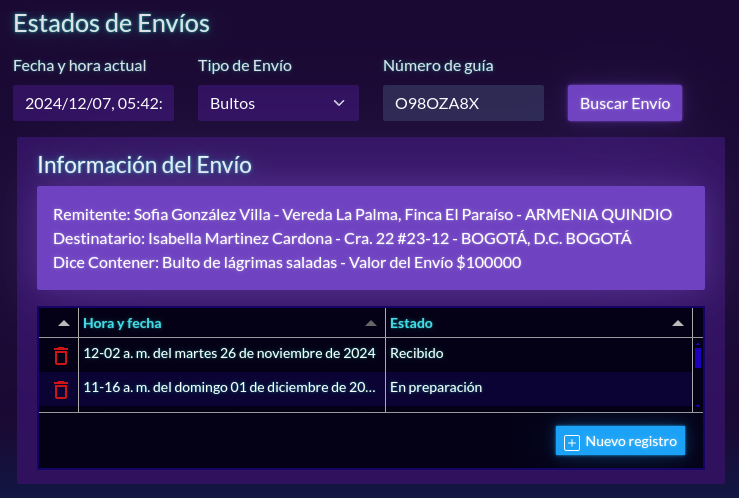 Estados de Envíos
Fecha y hora actual Tipo de Envío Número de guía
2024/12/07, 05:42: Bultos O98OZA8X Buscar Envío
Información del Envío
Remitente: Sofia González Villa - Vereda La Palma, Finca El Paraíso - ARMENIA QUINDIO
Destinatario: Isabella Martinez Cardona - Cra. 22 #23-12 - BOGOTÁ, D.C. BOGOTÁ
Dice Contener: Bulto de lágrimas saladas - Valor del Envío $100000
Hora y fecha Estado
12-02 a. m. del martes 26 de noviembre de 2024 Recibido
11-16 a. m. del domingo 01 de diciembre de 20... En preparación
Nuevo registro